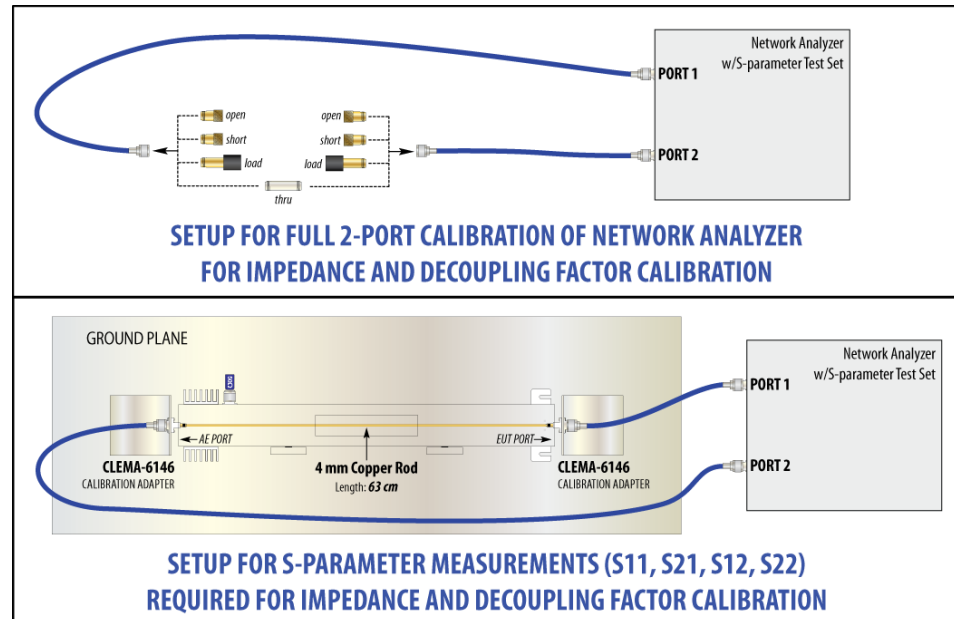 Network Analyzer
w/S-parameter Test Set
PORT 1
PORT 2
open
short
load
open
short
load
thru
SETUP FOR FULL 2-PORT CALIBRATION OF NETWORK ANALYZER
FOR IMPEDANCE AND DECOUPLING FACTOR CALIBRATION
GROUND PLANE
Network Analyzer
w/S-parameter Test Set
PORT 1
PORT 2
AE PORT
EUT PORT
CLEMA-6146
CALIBRATION ADAPTER
4 mm Copper Rod
Length: 63 cm
CLEMA-6146
CALIBRATION ADAPTER
SETUP FOR S-PARAMETER MEASUREMENTS (S11, S21, S12, S22)
REQUIRED FOR IMPEDANCE AND DECOUPLING FACTOR CALIBRATION